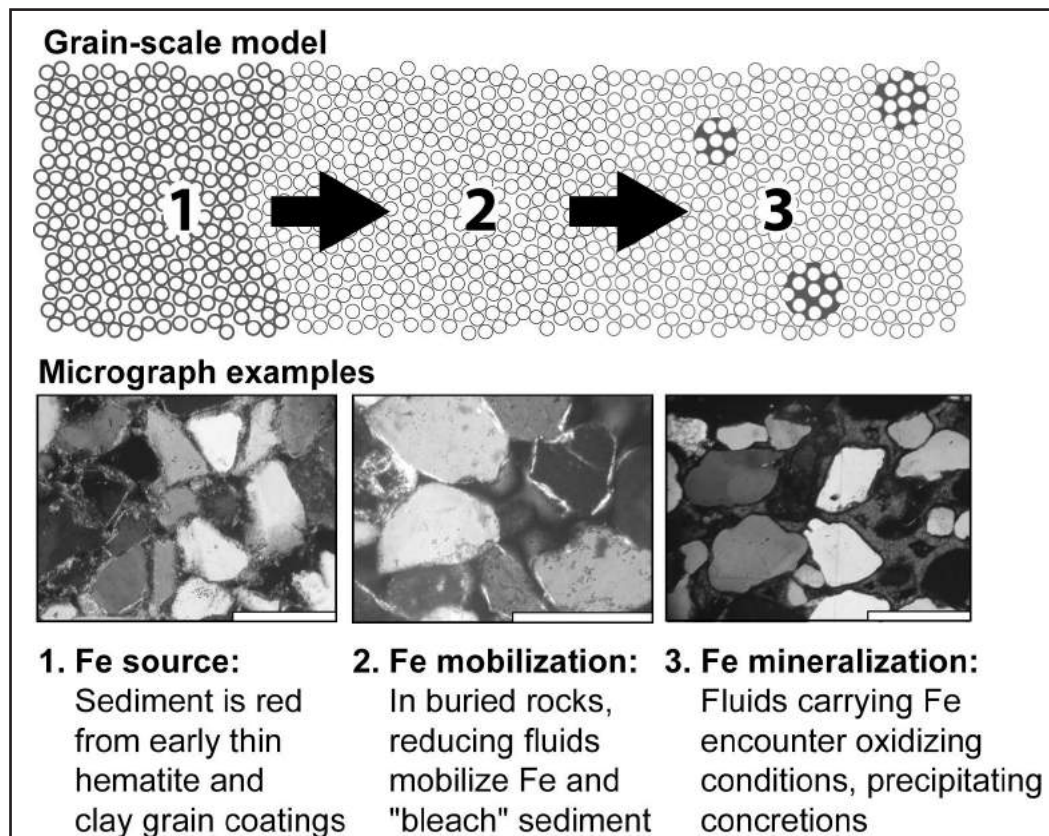 Grain-scale model
1
2
3
Micrograph examples
1. Fe source:
Sediment is red
from early thin
hematite and
clay grain coatings
2. Fe mobilization:
In buried rocks,
reducing fluids
mobilize Fe and
"bleach" sediment
3. Fe mineralization:
Fluids carrying Fe
encounter oxidizing
conditions, precipitating
concretions